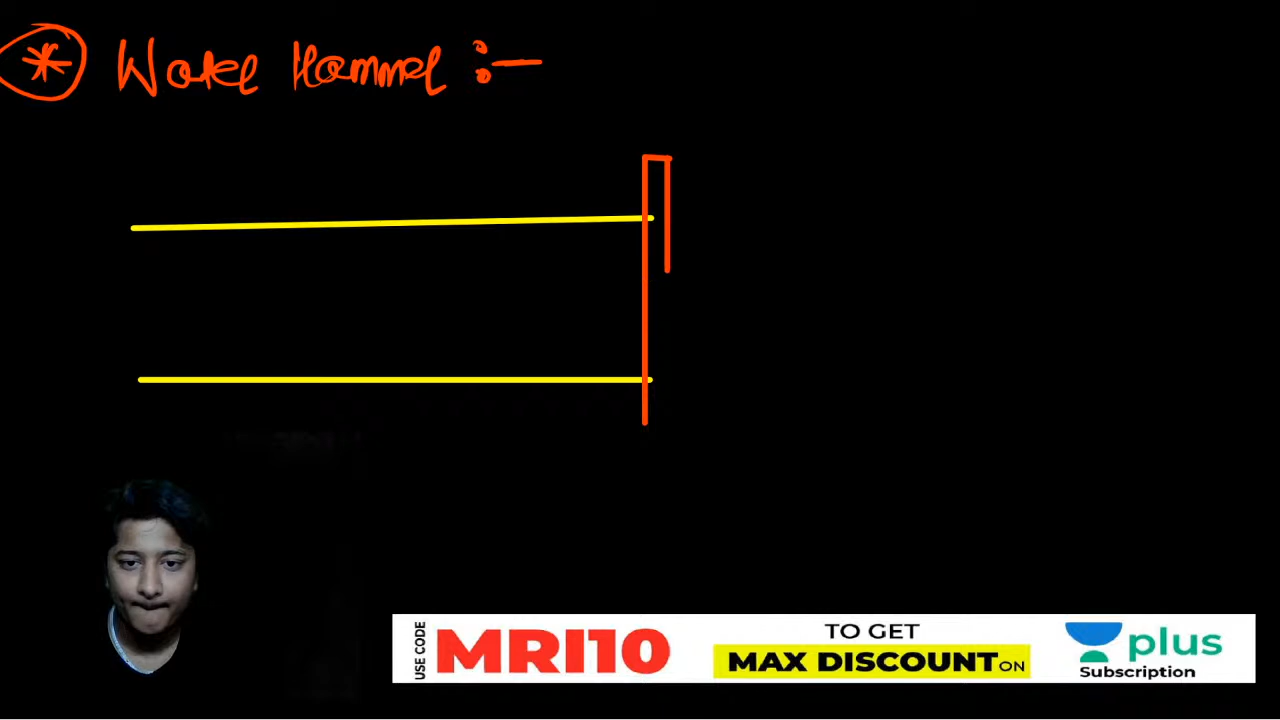 * Water Hammer :-
USE CODE
MRI10
TO GET
MAX DISCOUNT ON
plus
Subscription